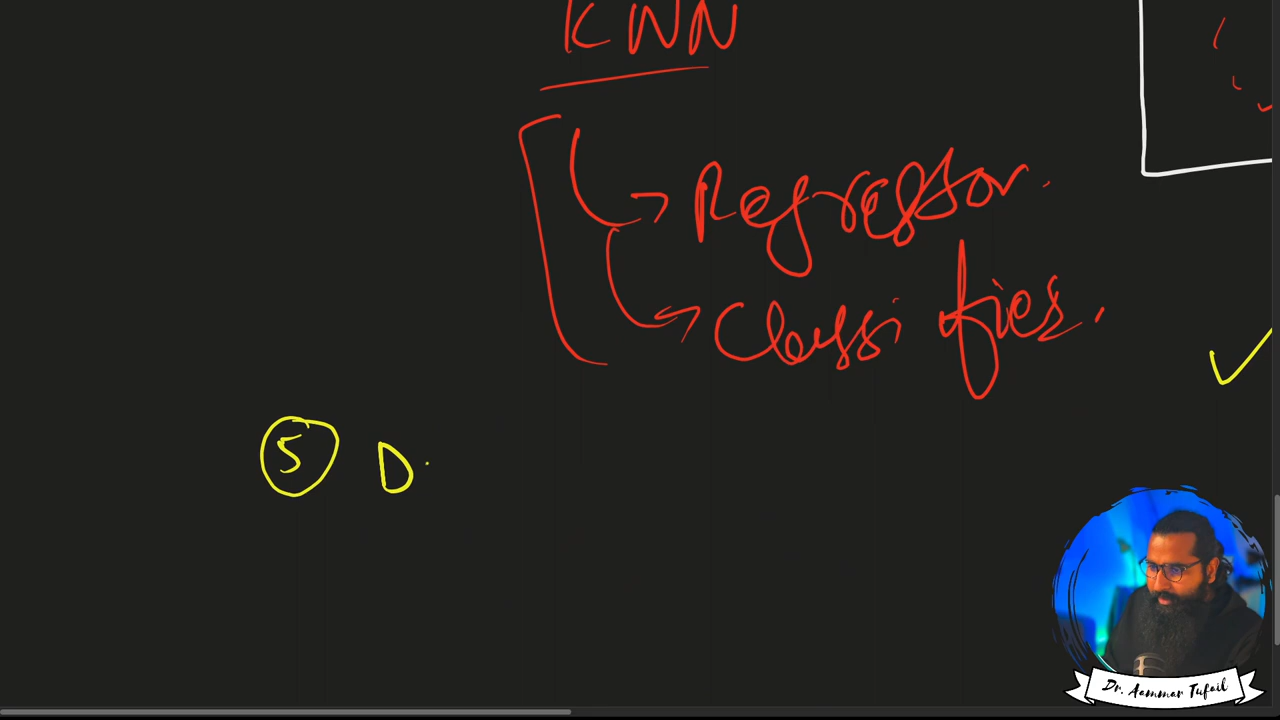 KNN
Regressor.
Classifier.
5 D
Dr. Aammar Tufail